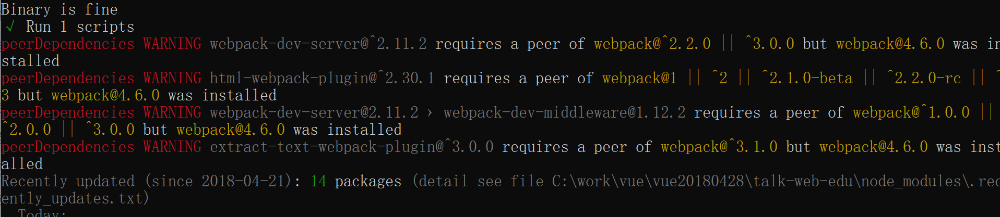 Binary is fine
√ Run 1 scripts
peerDependencies WARNING webpack-dev-server@^2.11.2 requires a peer of webpack@^2.2.0 || ^3.0.0 but webpack@4.6.0 was in
stalled
peerDependencies WARNING html-webpack-plugin@^2.30.1 requires a peer of webpack@1 || ^2 || ^2.1.0-beta || ^2.2.0-rc || ^
3 but webpack@4.6.0 was installed
peerDependencies WARNING webpack-dev-server@2.11.2 › webpack-dev-middleware@1.12.2 requires a peer of webpack@^1.0.0 ||
^2.0.0 || ^3.0.0 but webpack@4.6.0 was installed
peerDependencies WARNING extract-text-webpack-plugin@^3.0.0 requires a peer of webpack@^3.1.0 but webpack@4.6.0 was inst
alled
Recently updated (since 2018-04-21): 14 packages (detail see file C:\work\vue\vue20180428\talk-web-edu\node_modules\.rec
ently_updates.txt)
Today: